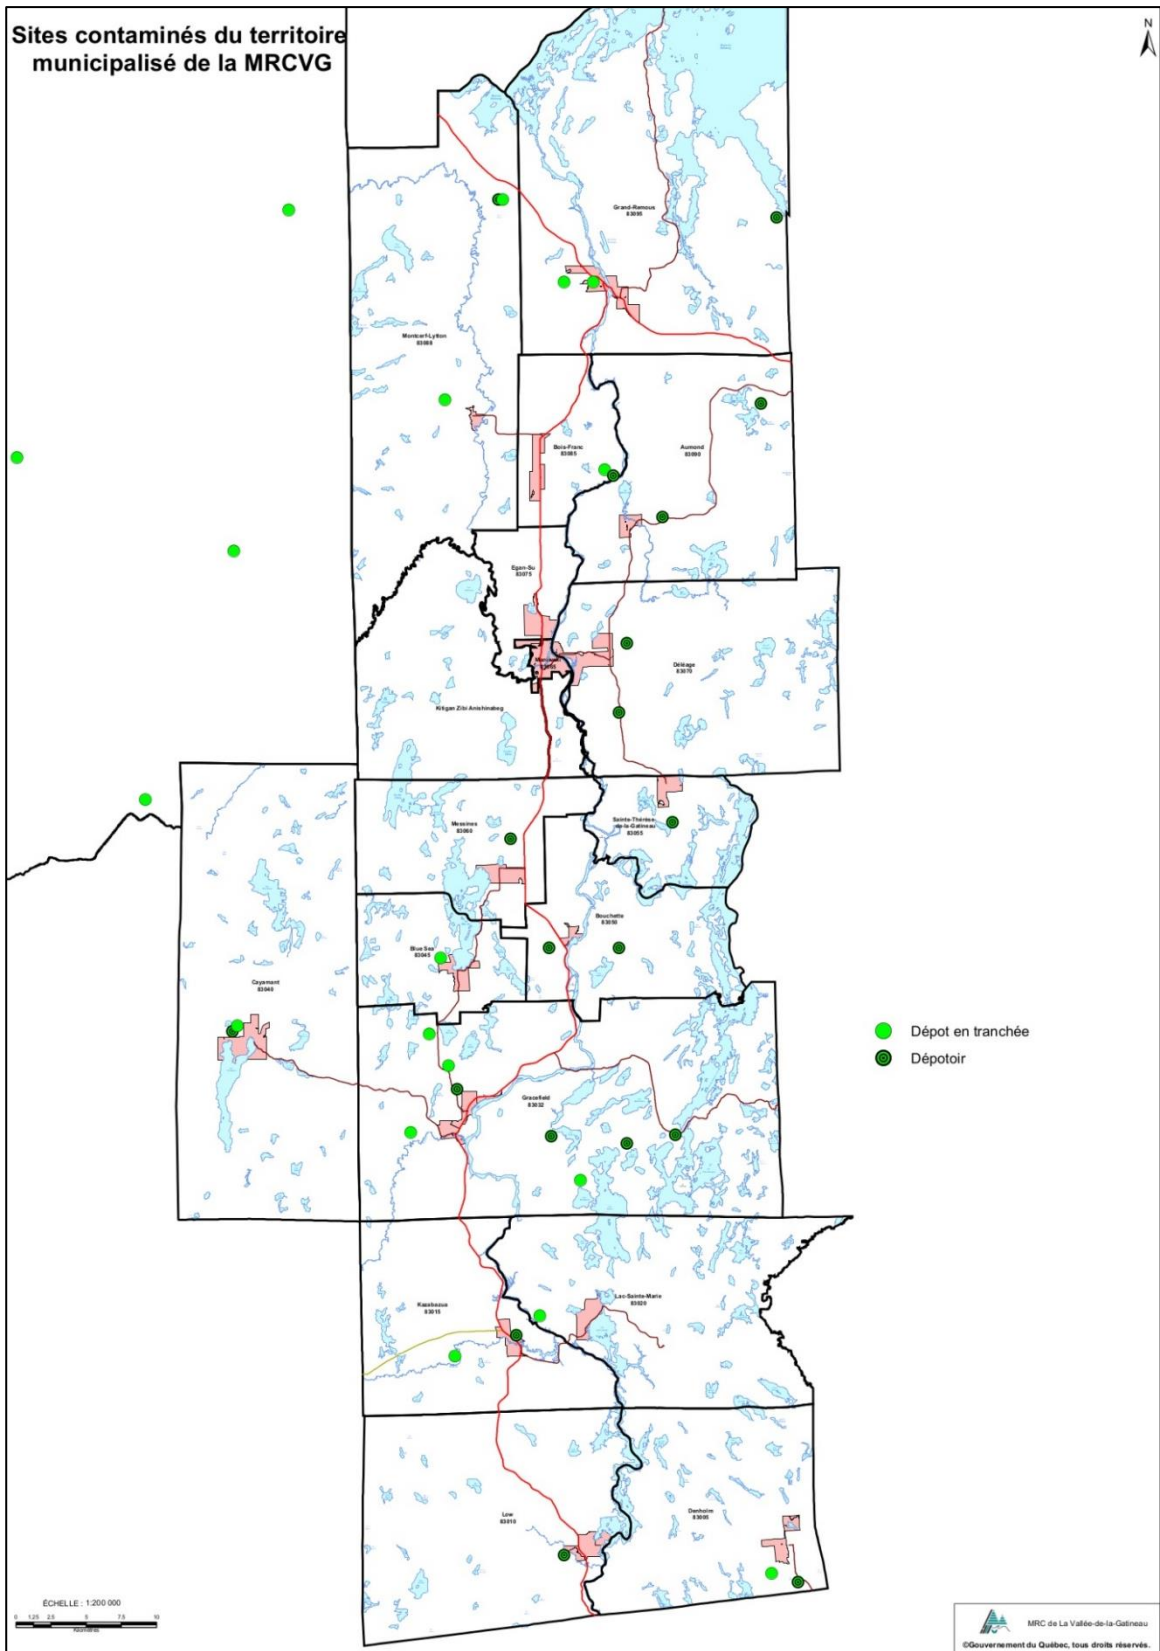 Sites contaminés du territoire
municipalisé de la MRCVG
N
Grand-Remous
83095
Montcerf-Lytton
83088
Bois-Franc
83085
Aumond
83090
Egan-Su
83075
Déléage
83070
Kitigan Zibi Anishinabeg
Messines
83060
Sainte-Thérèse-
de-la-Gatineau
83055
Bouchette
83050
Blue Sea
83045
Cayamant
83040
Dépot en tranchée
Dépotoir
Gracefield
83032
Lac-Sainte-Marie
83020
Kazabazua
83015
Low
83010
Denholm
83005
ÉCHELLE : 1:200 000
0 1,25 2,5 5 7,5 10
Kilomètres
MRC de La Vallée-de-la-Gatineau
©Gouvernement du Québec, tous droits réservés.